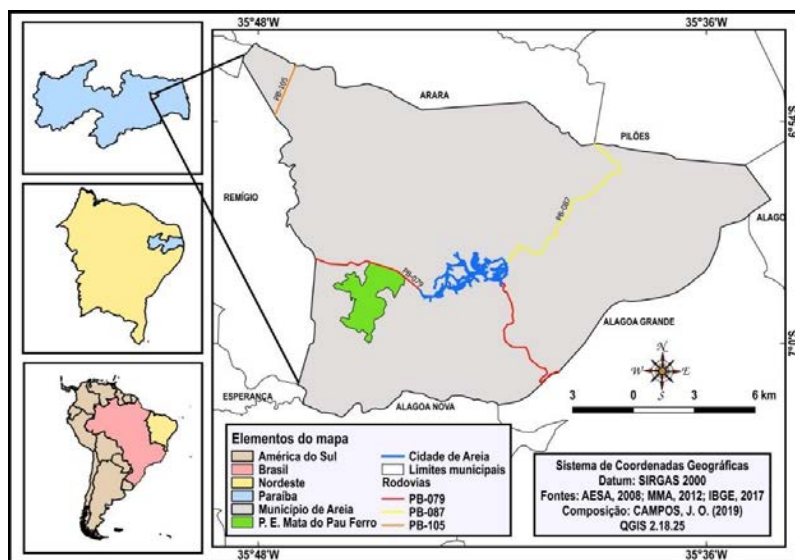 35°48'W
35°36'W
PB-105
ARARA
6°54'S
PILÕES
REMÍGIO
PB-087
ALAGO
PB-079
ALAGOA GRANDE
7°0'S
N
W E
S
ESPERANÇA
ALAGOA NOVA
3 0 3 6 km
Elementos do mapa
América do Sul
Brasil
Nordeste
Paraíba
Município de Areia
P. E. Mata do Pau Ferro
Cidade de Areia
Limites municipais
Rodovias
PB-079
PB-087
PB-105
Sistema de Coordenadas Geográficas
Datum: SIRGAS 2000
Fontes: AESA, 2008; MMA, 2012; IBGE, 2017
Composição: CAMPOS, J. O. (2019)
QGIS 2.18.25
35°48'W
35°36'W